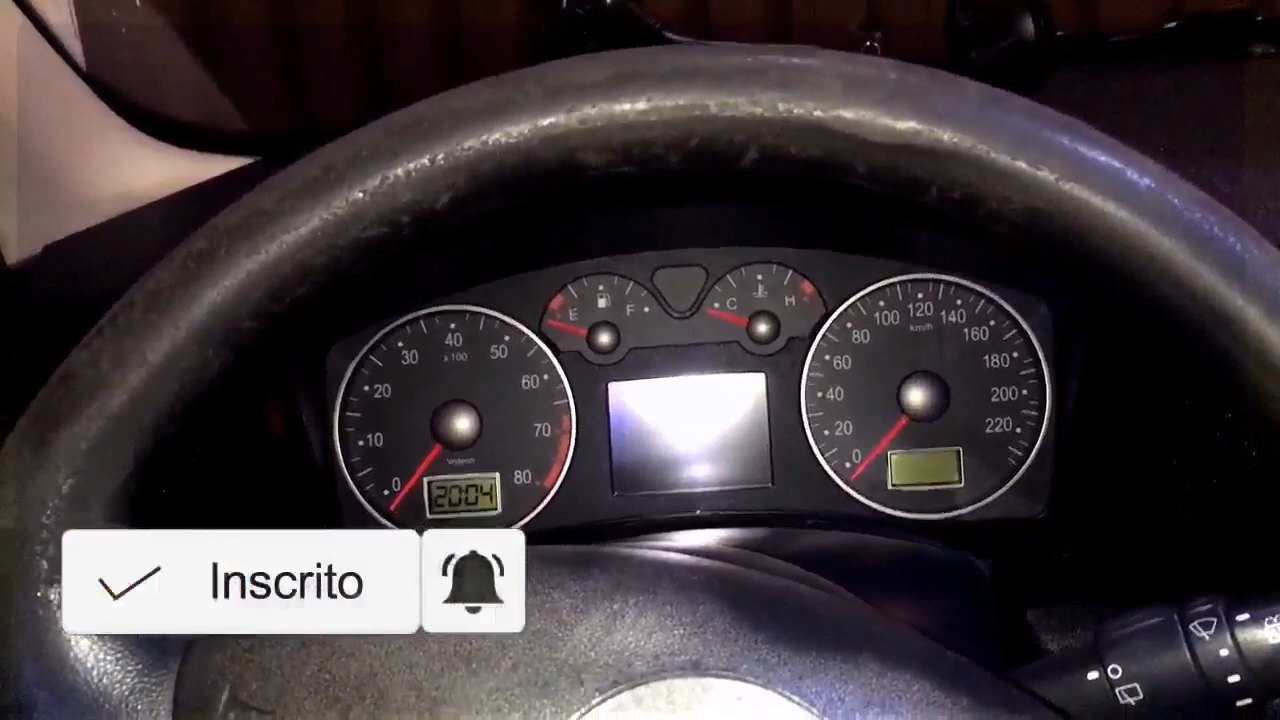 E F
C H
0 10 20 30 40 50 60 70 80
x 100
2004
0 20 40 60 80 100 120 140 160 180 200 220
km/h
Inscrito